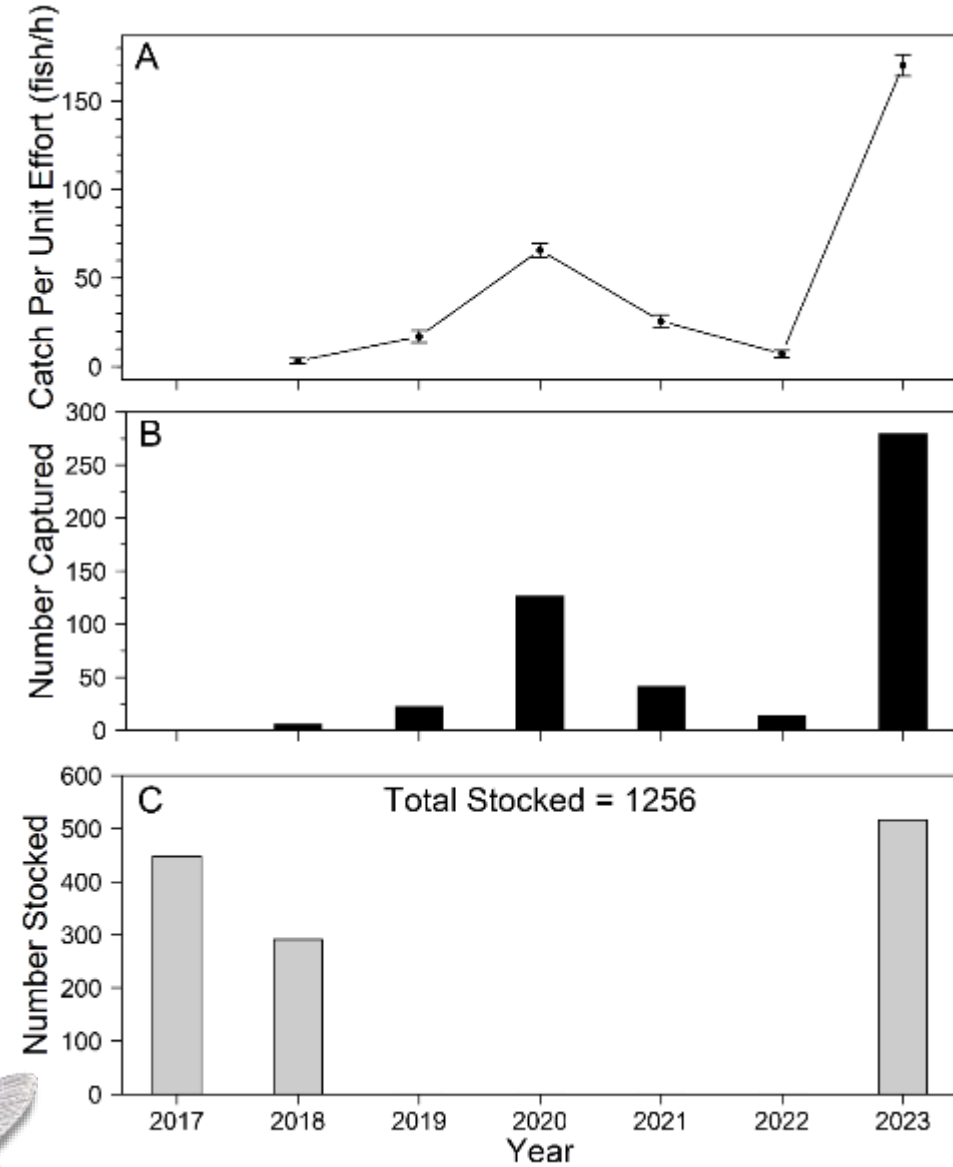 A
Catch Per Unit Effort (fish/h)
150
100
50
0
B
Number Captured
300
250
200
150
100
50
0
C
Total Stocked = 1256
Number Stocked
600
500
400
300
200
100
0
2017 2018 2019 2020 2021 2022 2023
Year